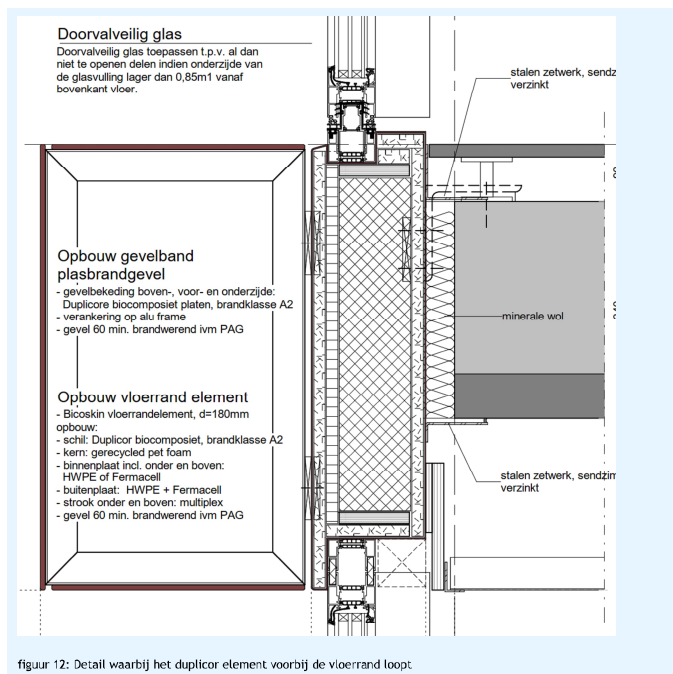 Doorvalveilig glas
Doorvalveilig glas toepassen t.p.v. al dan
niet te openen delen indien onderzijde van
de glasvulling lager dan 0,85m1 vanaf
bovenkant vloer.
stalen zetwerk, sendz
verzinkt
Opbouw gevelband
plasbrandgevel
- gevelbekeding boven-, voor- en onderzijde:
Duplicore biocomposiet platen, brandklasse A2
- verankering op alu frame
- gevel 60 min. brandwerend ivm PAG
minerale wol
Opbouw vloerrand element
- Bicoskin vloerrandelement, d=180mm
opbouw:
- schil: Duplicor biocomposiet, brandklasse A2
- kern: gerecycled pet foam
- binnenplaat incl. onder en boven:
HWPE of Fermacell
- buitenplaat: HWPE + Fermacell
- strook onder en boven: multiplex
- gevel 60 min. brandwerend ivm PAG
stalen zetwerk, sendzim
verzinkt
figuur 12: Detail waarbij het duplicor element voorbij de vloerrand loopt